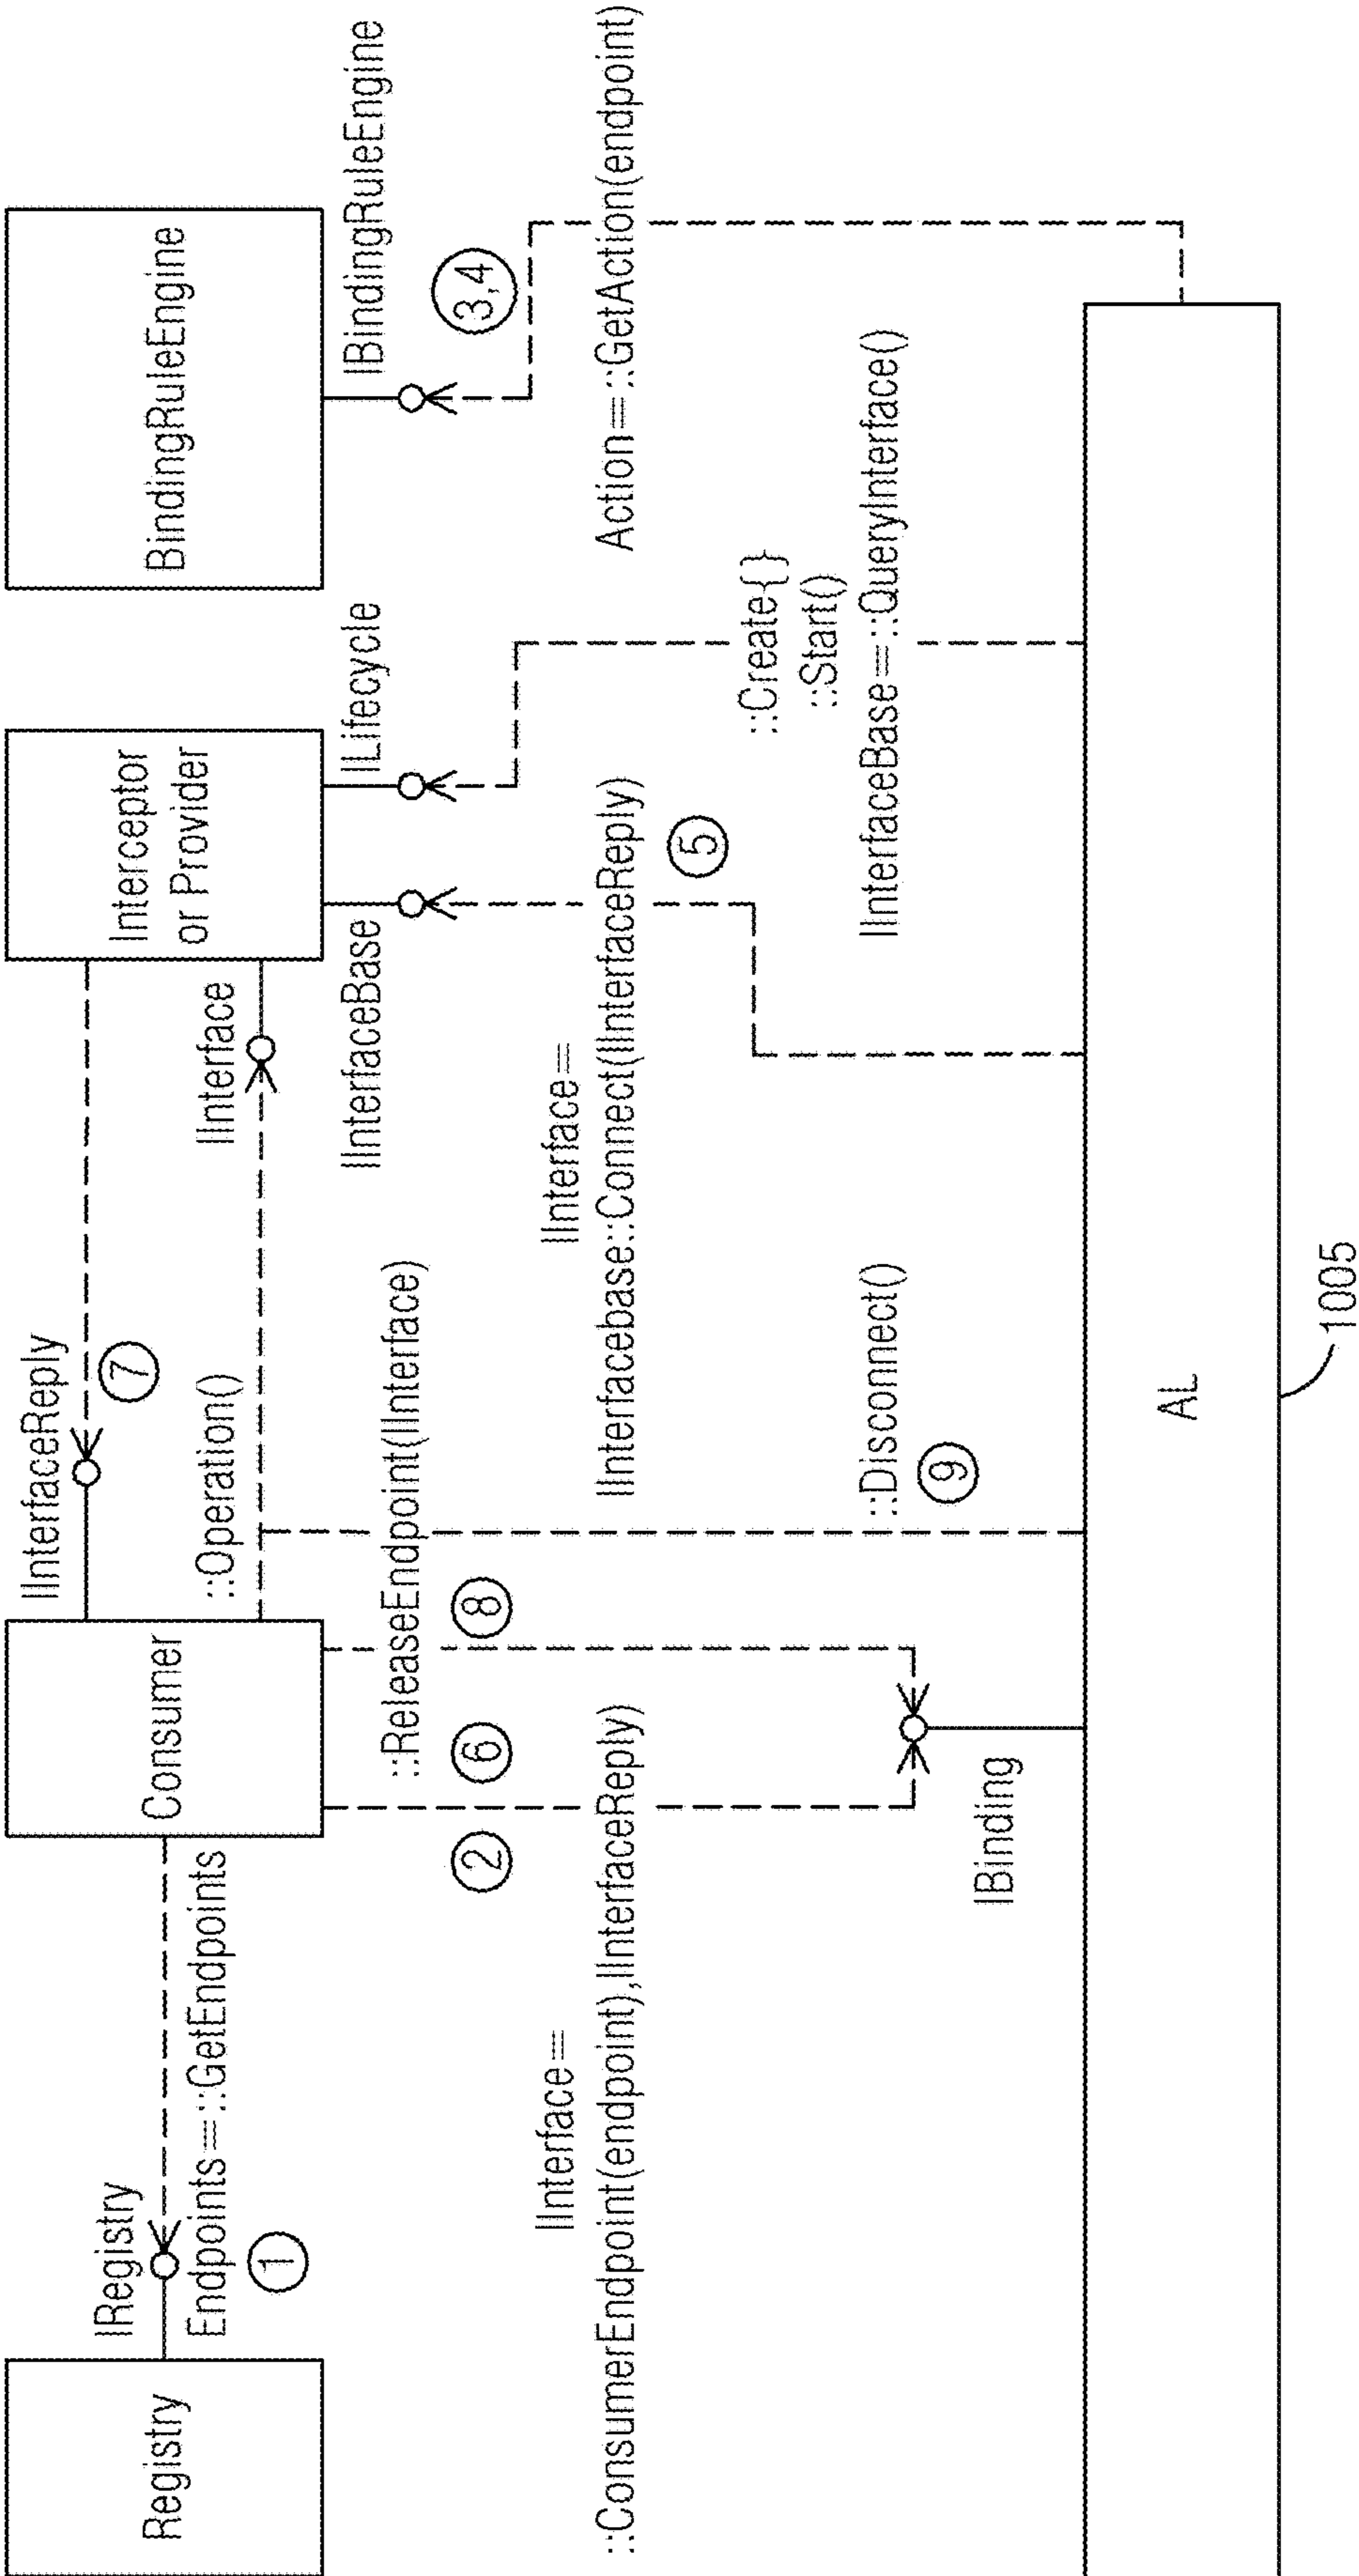 Registry
IRegistry
Endpoints=::GetEndpoints
1
Consumer
IInterfaceReply
7
::Operation()
IInterface
Interceptor
or Provider
IInterfaceBase
ILifecycle
BindingRuleEngine
IBindingRuleEngine
3,4
::ReleaseEndpoint(IInterface)
2
6
8
IInterface=
::ConsumerEndpoint(endpoint),IInterfaceReply)
IInterface=
IInterfacebase::Connect(IInterfaceReply)
5
Action=::GetAction(endpoint)
::Create{}
::Start()
IInterfaceBase=::QueryInterface()
::Disconnect()
9
IBinding
AL
1005